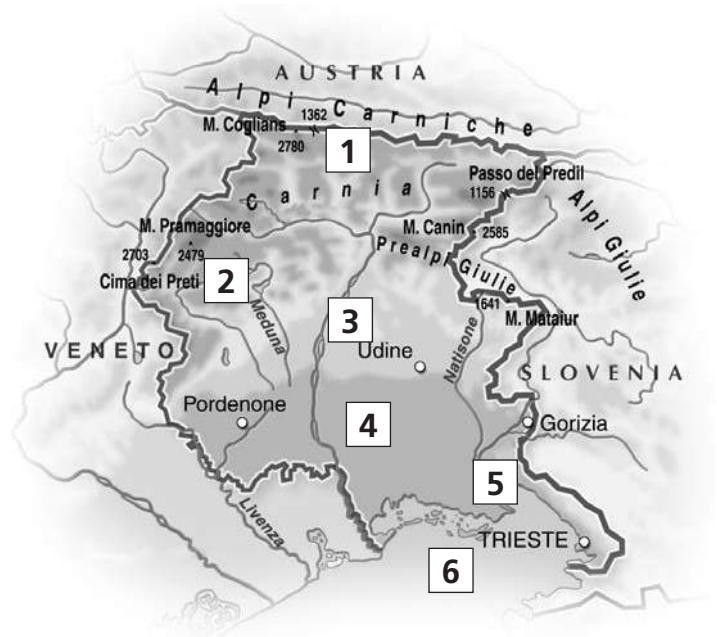 AUSTRIA
Alpi Carniche
1362
M. Coglians
2780
1
Passo del Predil
1156
Carnia
Alpi Giulie
M. Pramaggiore
M. Canin
2585
2703
2479
Prealpi Giulie
Cima dei Preti
2
1641
Meduna
3
M. Mataiur
Natisone
VENETO
Udine
SLOVENIA
Pordenone
4
Gorizia
5
Livenza
TRIESTE
6